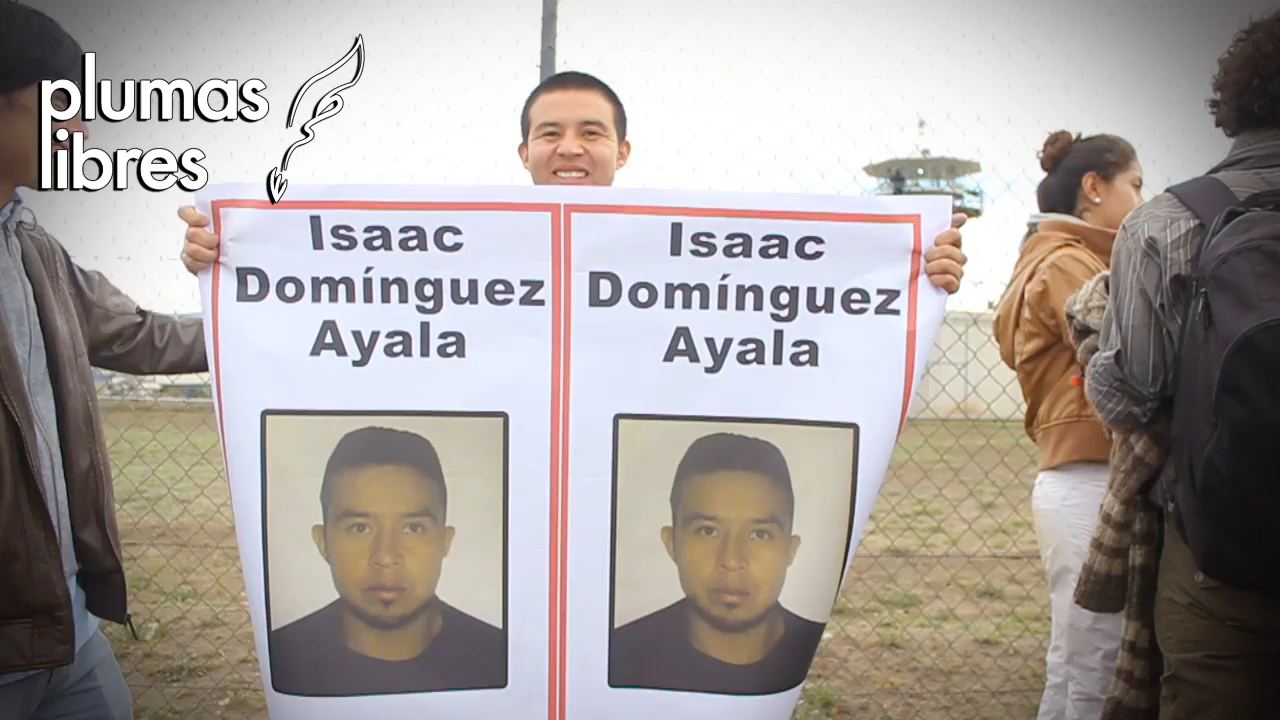 plumas
libres
Isaac
Domínguez
Ayala
Isaac
Domínguez
Ayala